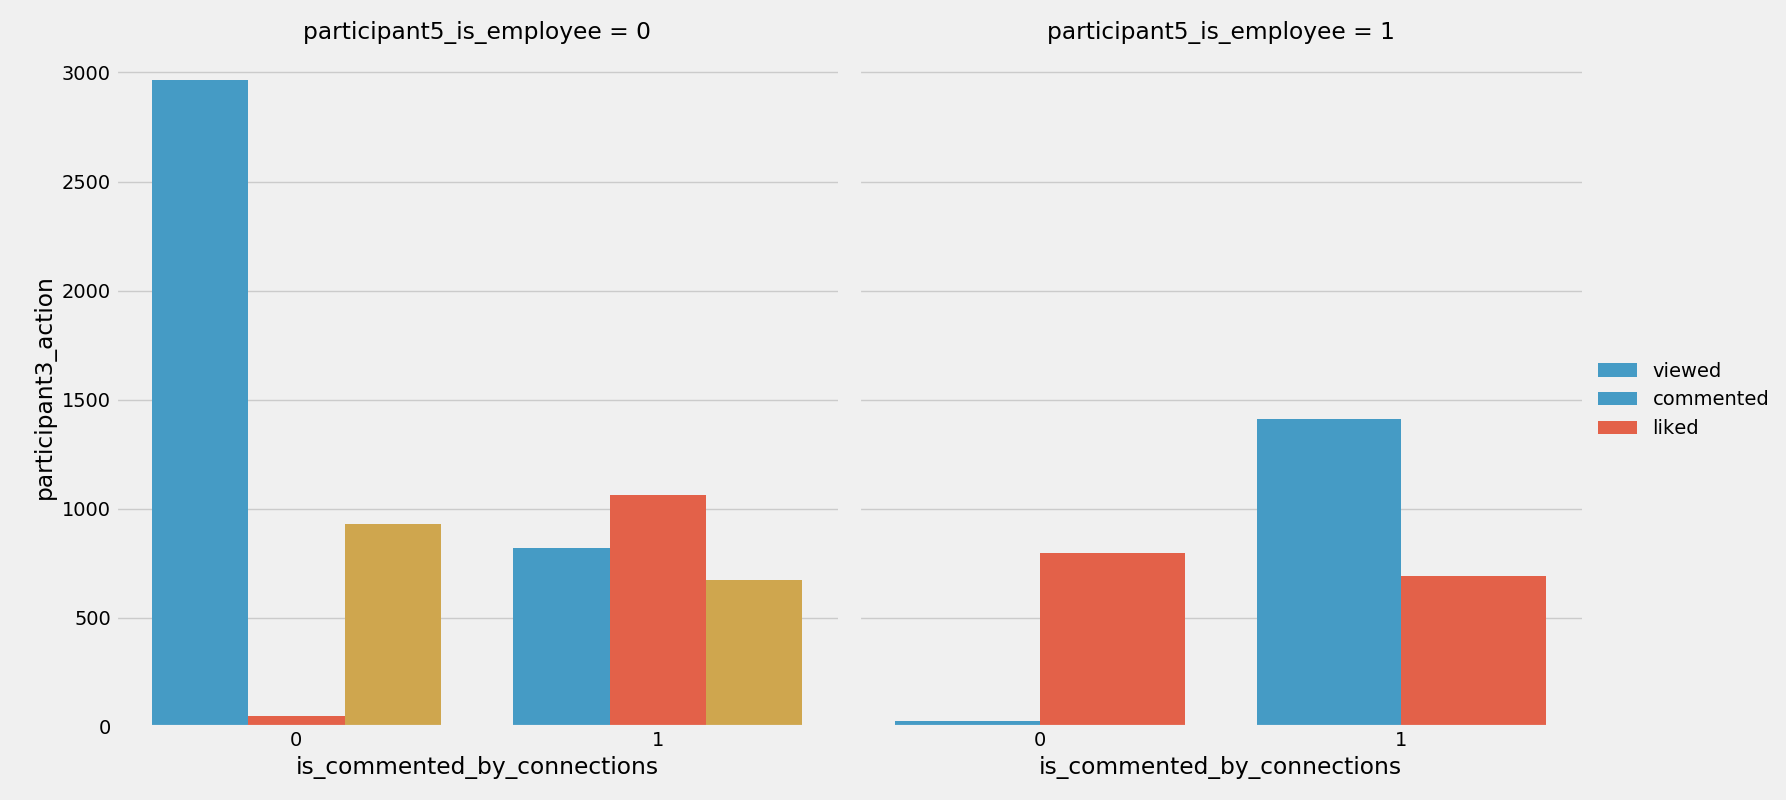 participant5_is_employee = 0
participant5_is_employee = 1
participant3_action
3000
2500
2000
1500
1000
500
0
0
1
0
1
is_commented_by_connections
is_commented_by_connections
viewed
commented
liked